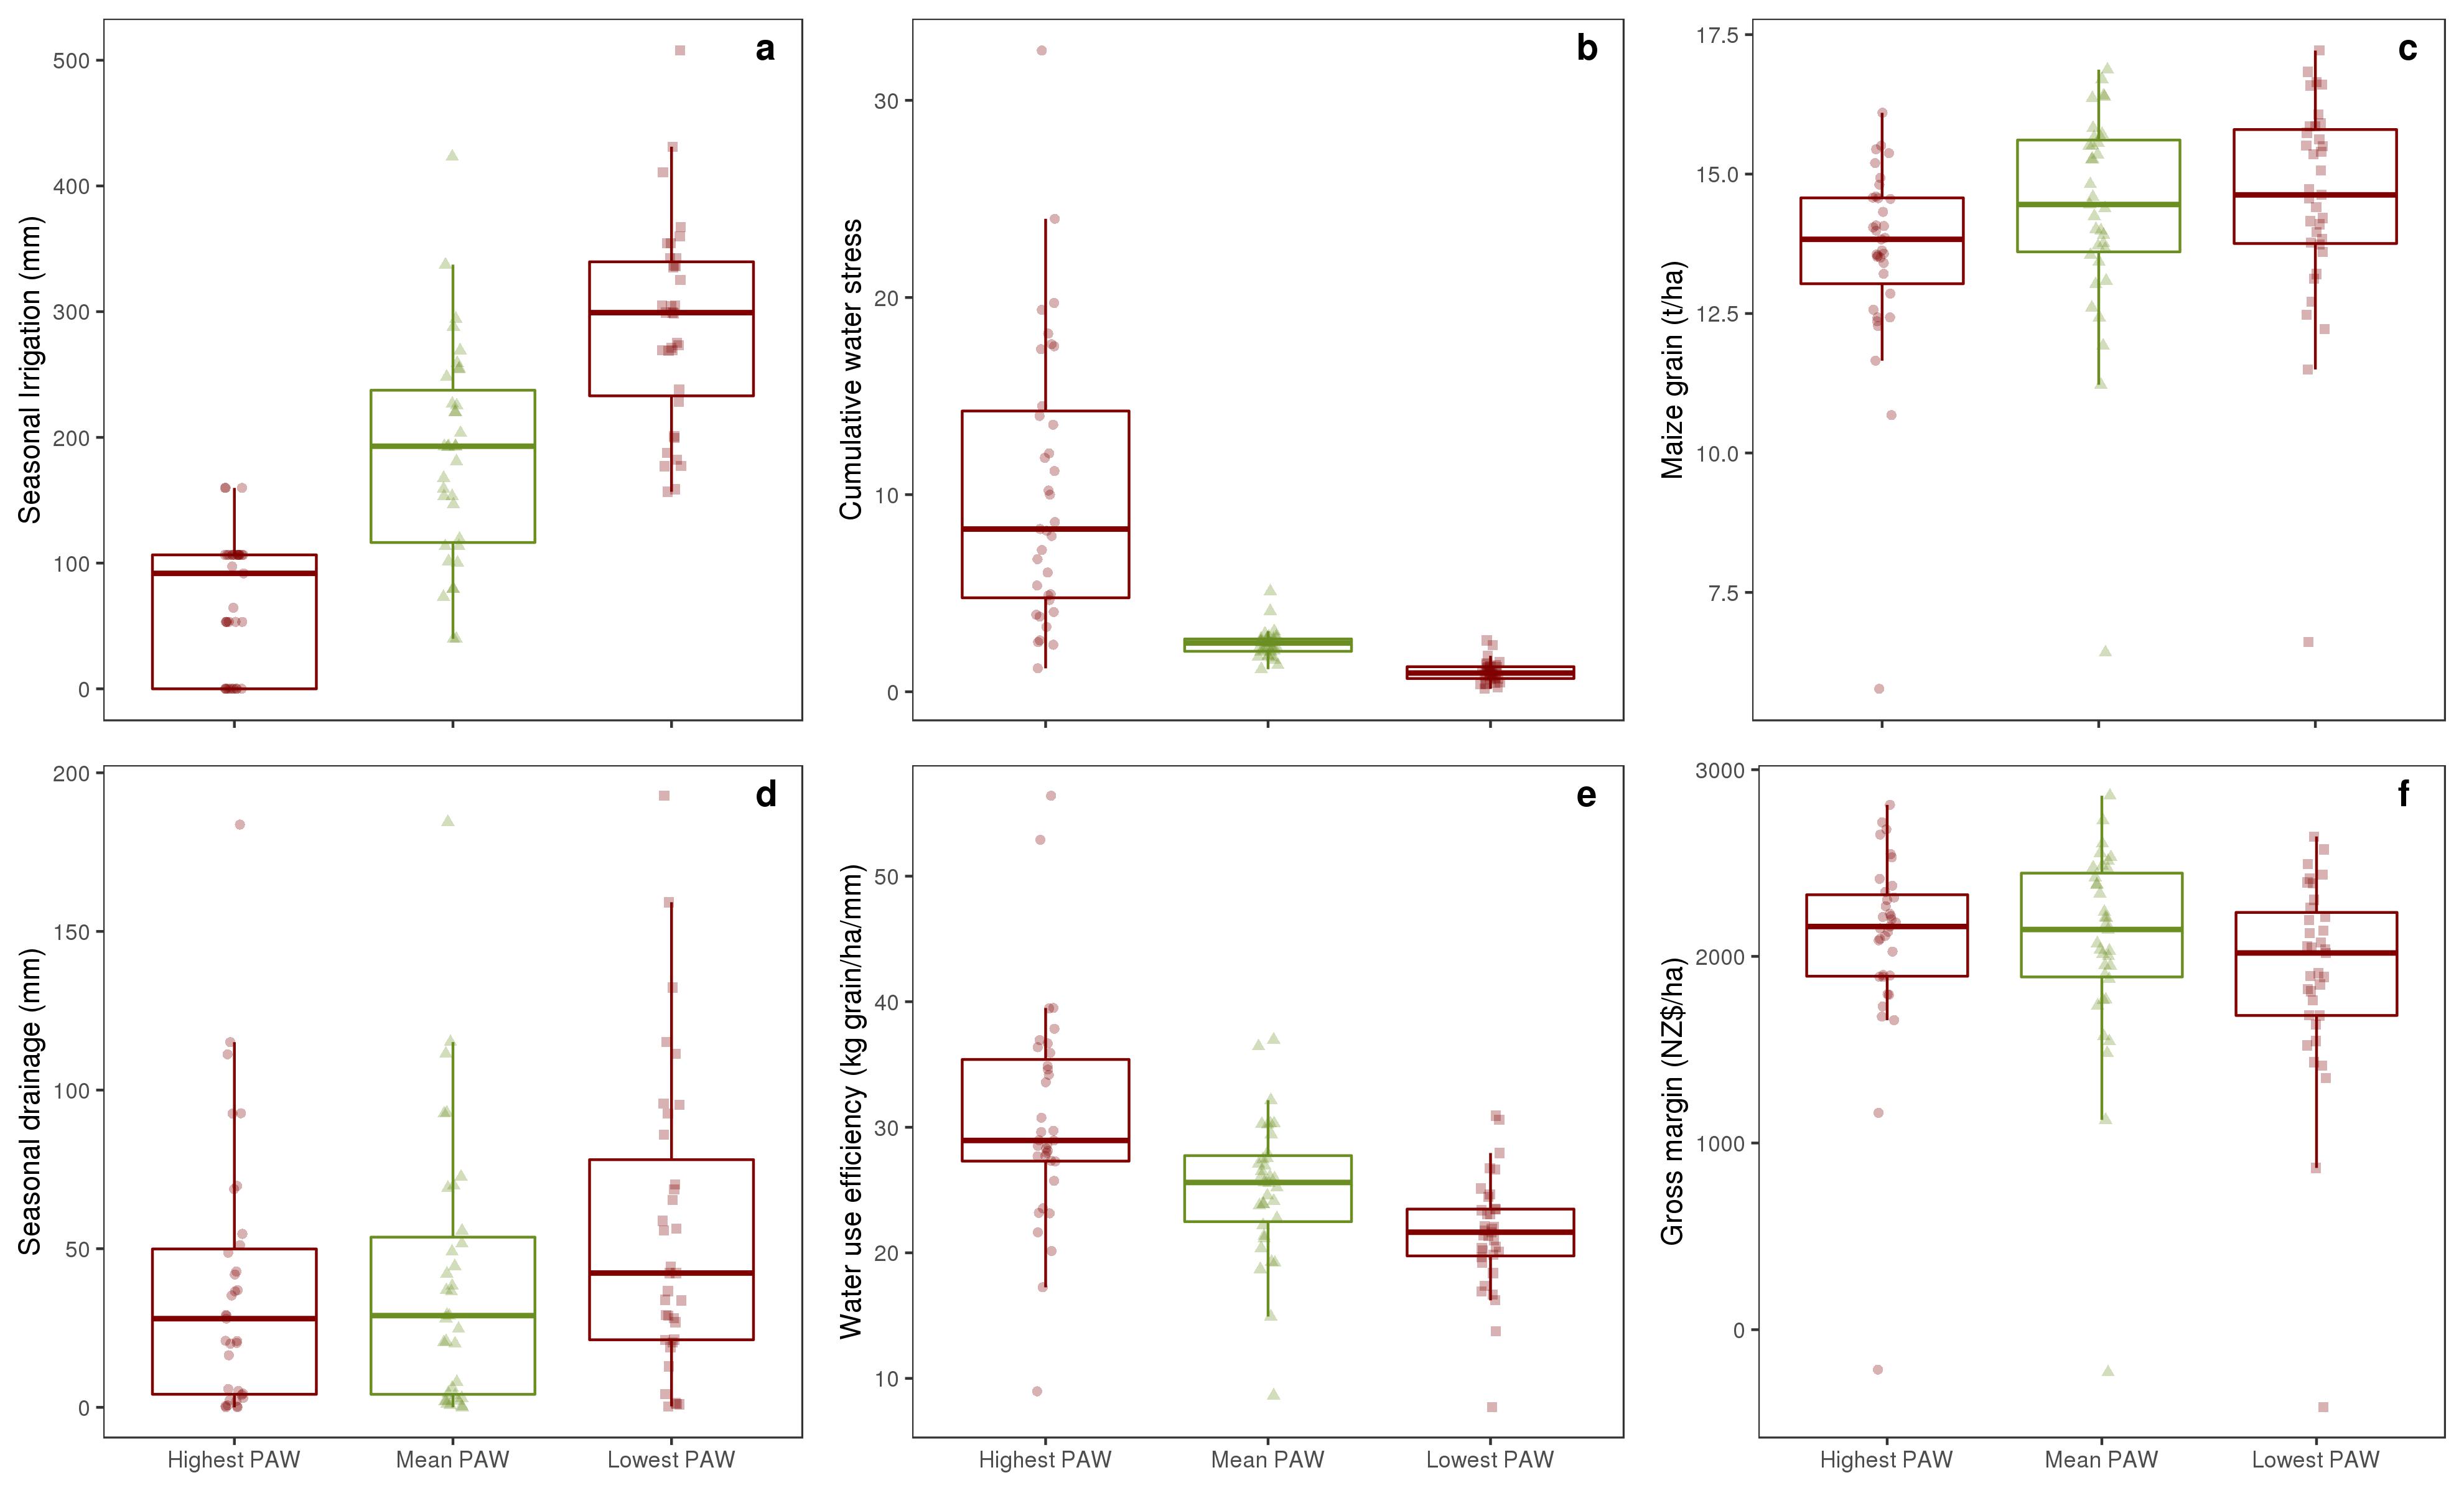 a
500
400
300
200
100
0
Seasonal Irrigation (mm)
b
30
20
10
0
Cumulative water stress
c
17.5
15.0
12.5
10.0
7.5
Maize grain (t/ha)
d
200
150
100
50
0
Seasonal drainage (mm)
Highest PAW Mean PAW Lowest PAW
e
50
40
30
20
10
Water use efficiency (kg grain/ha/mm)
Highest PAW Mean PAW Lowest PAW
f
3000
2000
1000
0
Gross margin (NZ$/ha)
Highest PAW Mean PAW Lowest PAW